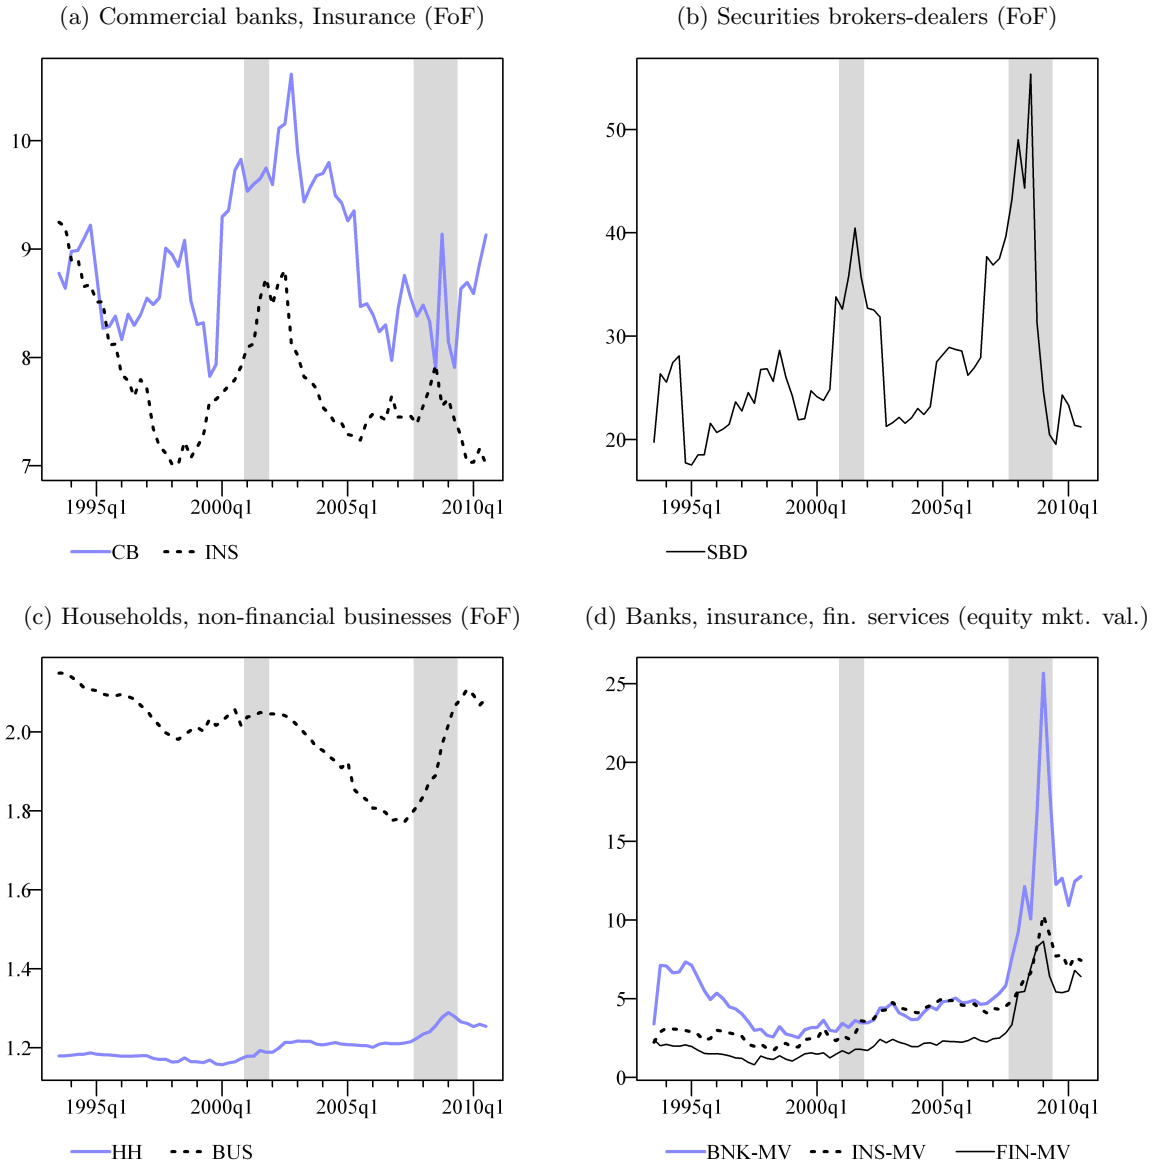 (a) Commercial banks, Insurance (FoF)
10
9
8
7
1995q1 2000q1 2005q1 2010q1
CB INS
(b) Securities brokers-dealers (FoF)
50
40
30
20
1995q1 2000q1 2005q1 2010q1
SBD
(c) Households, non-financial businesses (FoF)
2.0
1.8
1.6
1.4
1.2
1995q1 2000q1 2005q1 2010q1
HH BUS
(d) Banks, insurance, fin. services (equity mkt. val.)
25
20
15
10
5
0
1995q1 2000q1 2005q1 2010q1
BNK-MV INS-MV FIN-MV